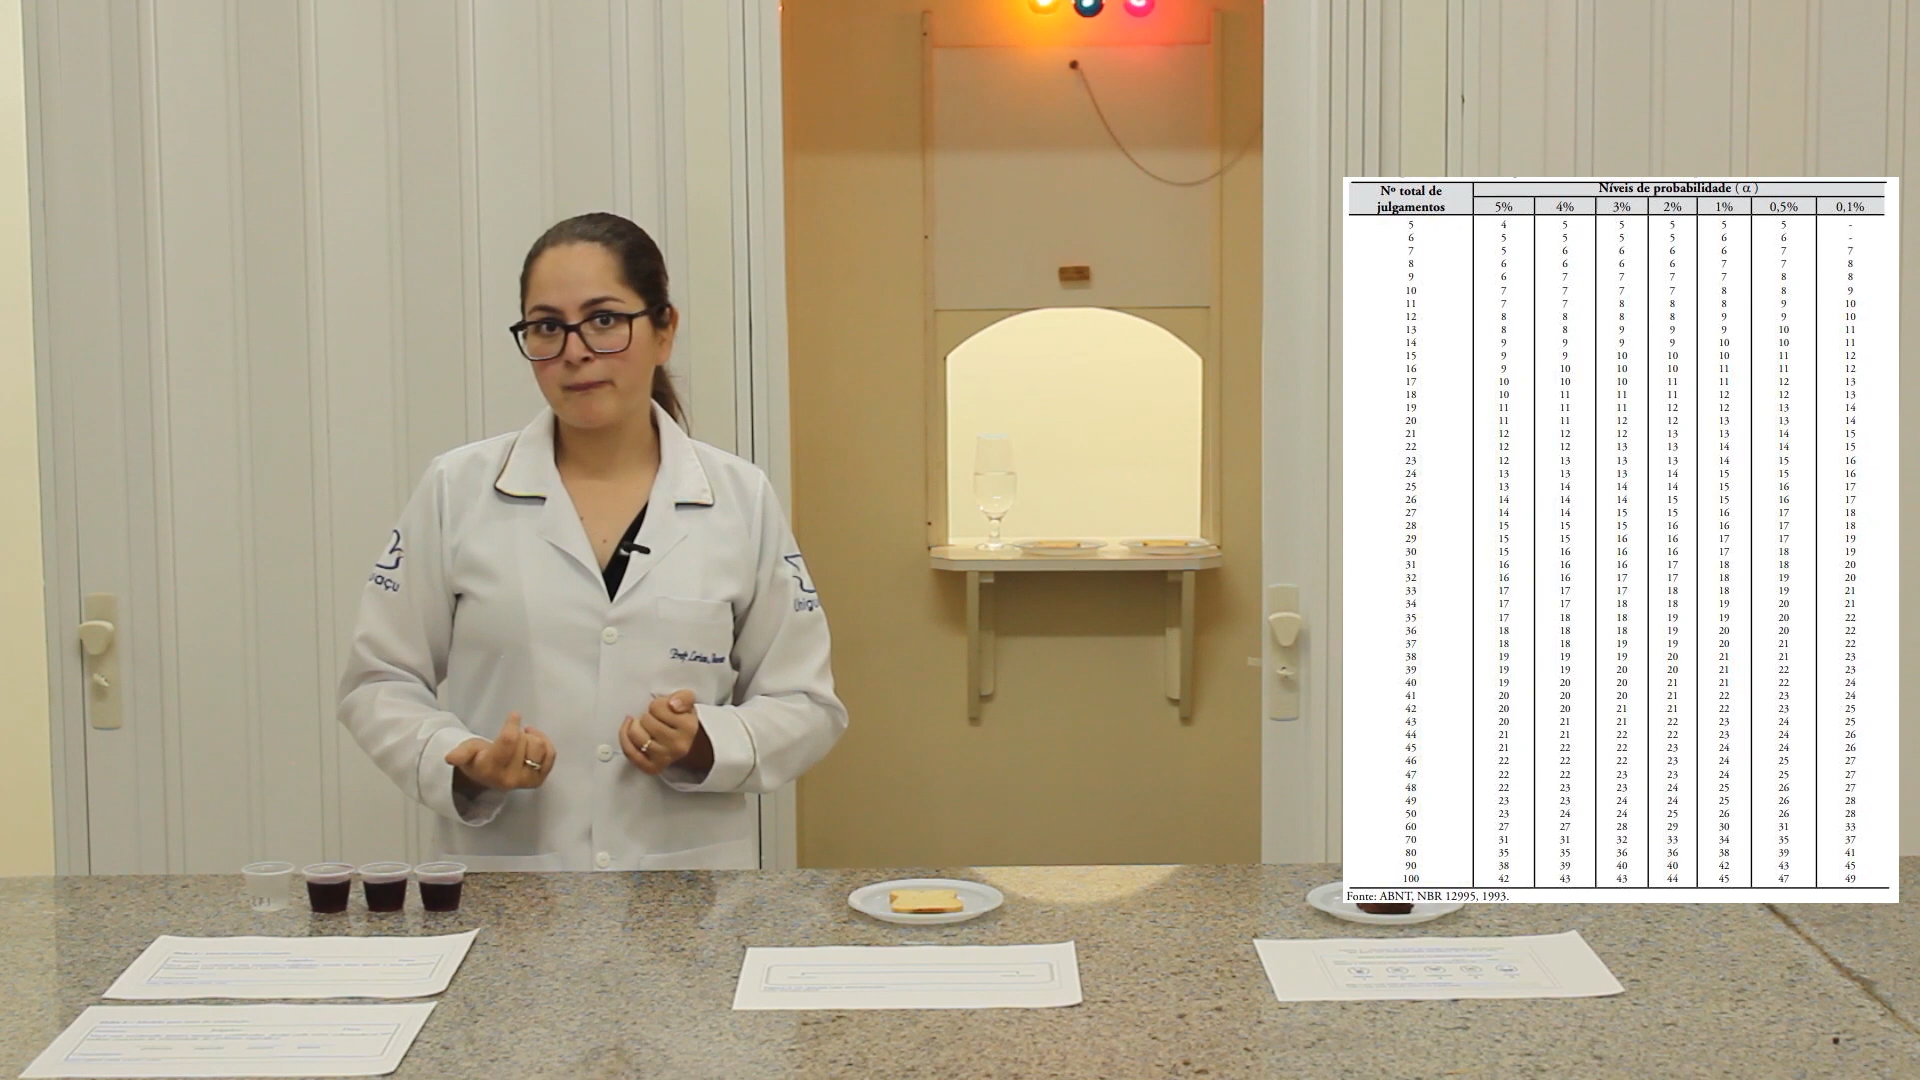 Nº total de julgamentos Níveis de probabilidade ( α )
5% 4% 3% 2% 1% 0,5% 0,1%
5 4 5 5 5 5 5 -
6 5 5 5 5 6 6 -
7 5 6 6 6 6 7 7
8 6 6 6 6 7 7 8
9 6 7 7 7 7 8 8
10 7 7 7 7 8 8 9
11 7 7 8 8 8 9 10
12 8 8 8 8 9 9 10
13 8 8 9 9 9 10 11
14 9 9 9 9 10 10 11
15 9 9 10 10 10 11 12
16 9 10 10 10 11 11 12
17 10 10 10 11 11 12 13
18 10 11 11 11 12 12 13
19 11 11 11 12 12 13 14
20 11 11 12 12 13 13 14
21 12 12 12 13 13 14 15
22 12 12 13 13 14 14 15
23 12 13 13 13 14 15 16
24 13 13 13 14 15 15 16
25 13 14 14 14 15 16 17
26 14 14 14 15 15 16 17
27 14 14 15 15 16 17 18
28 15 15 15 16 16 17 18
29 15 15 16 16 17 17 19
30 15 16 16 16 17 18 19
31 16 16 16 17 18 18 20
32 16 16 17 17 18 19 20
33 17 17 17 18 18 19 21
34 17 17 18 18 19 20 21
35 17 18 18 19 19 20 22
36 18 18 18 19 20 20 22
37 18 18 19 19 20 21 22
38 19 19 19 20 21 21 23
39 19 19 20 20 21 22 23
40 19 20 20 21 21 22 24
41 20 20 20 21 22 23 24
42 20 20 21 21 22 23 25
43 20 21 21 22 23 24 25
44 21 21 22 22 23 24 26
45 21 22 22 23 24 24 26
46 22 22 22 23 24 25 27
47 22 22 23 23 24 25 27
48 22 23 23 24 25 26 27
49 23 23 24 24 25 26 28
50 23 24 24 25 26 26 28
60 27 27 28 29 30 31 33
70 31 31 32 33 34 35 37
80 35 35 36 36 38 39 41
90 38 39 40 40 42 43 45
100 42 43 43 44 45 47 49
Fonte: ABNT, NBR 12995, 1993.